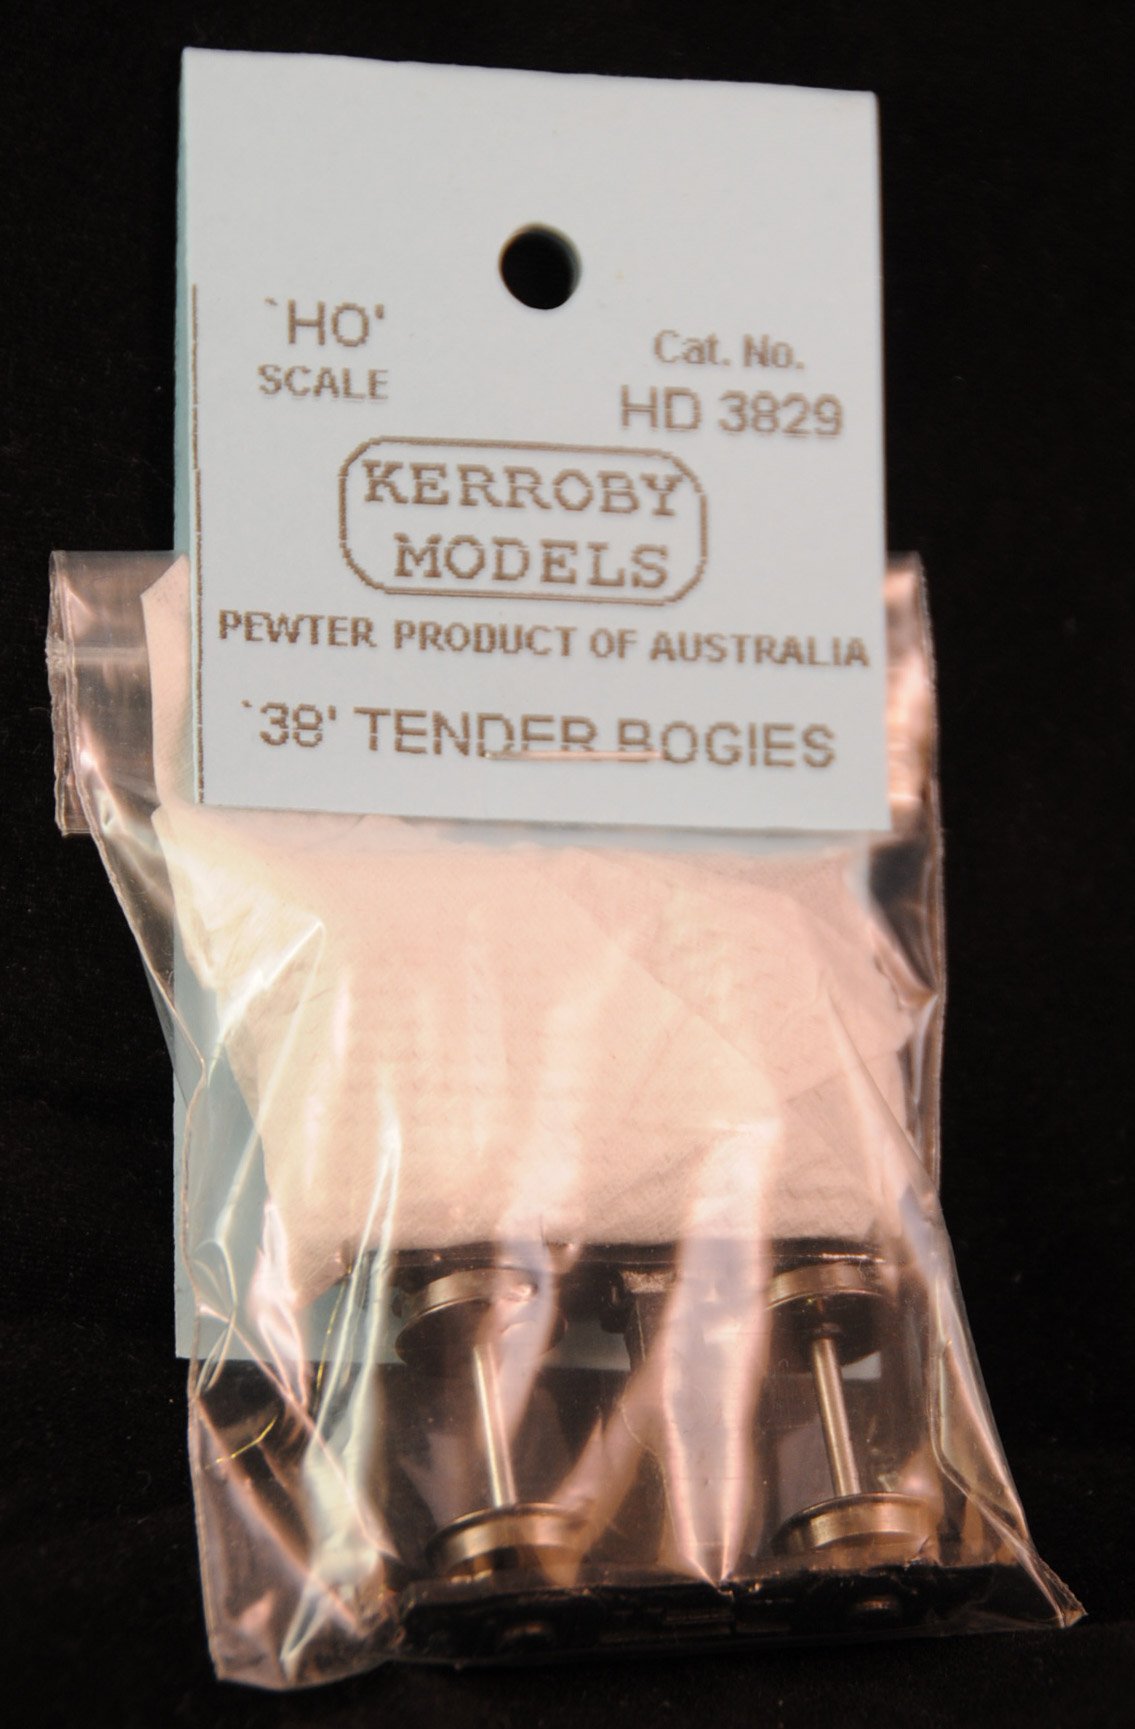 `HO'
SCALE
Cat. No.
HD 3829
KERROBY
MODELS
PEWTER PRODUCT OF AUSTRALIA
`38' TENDER BOGIES